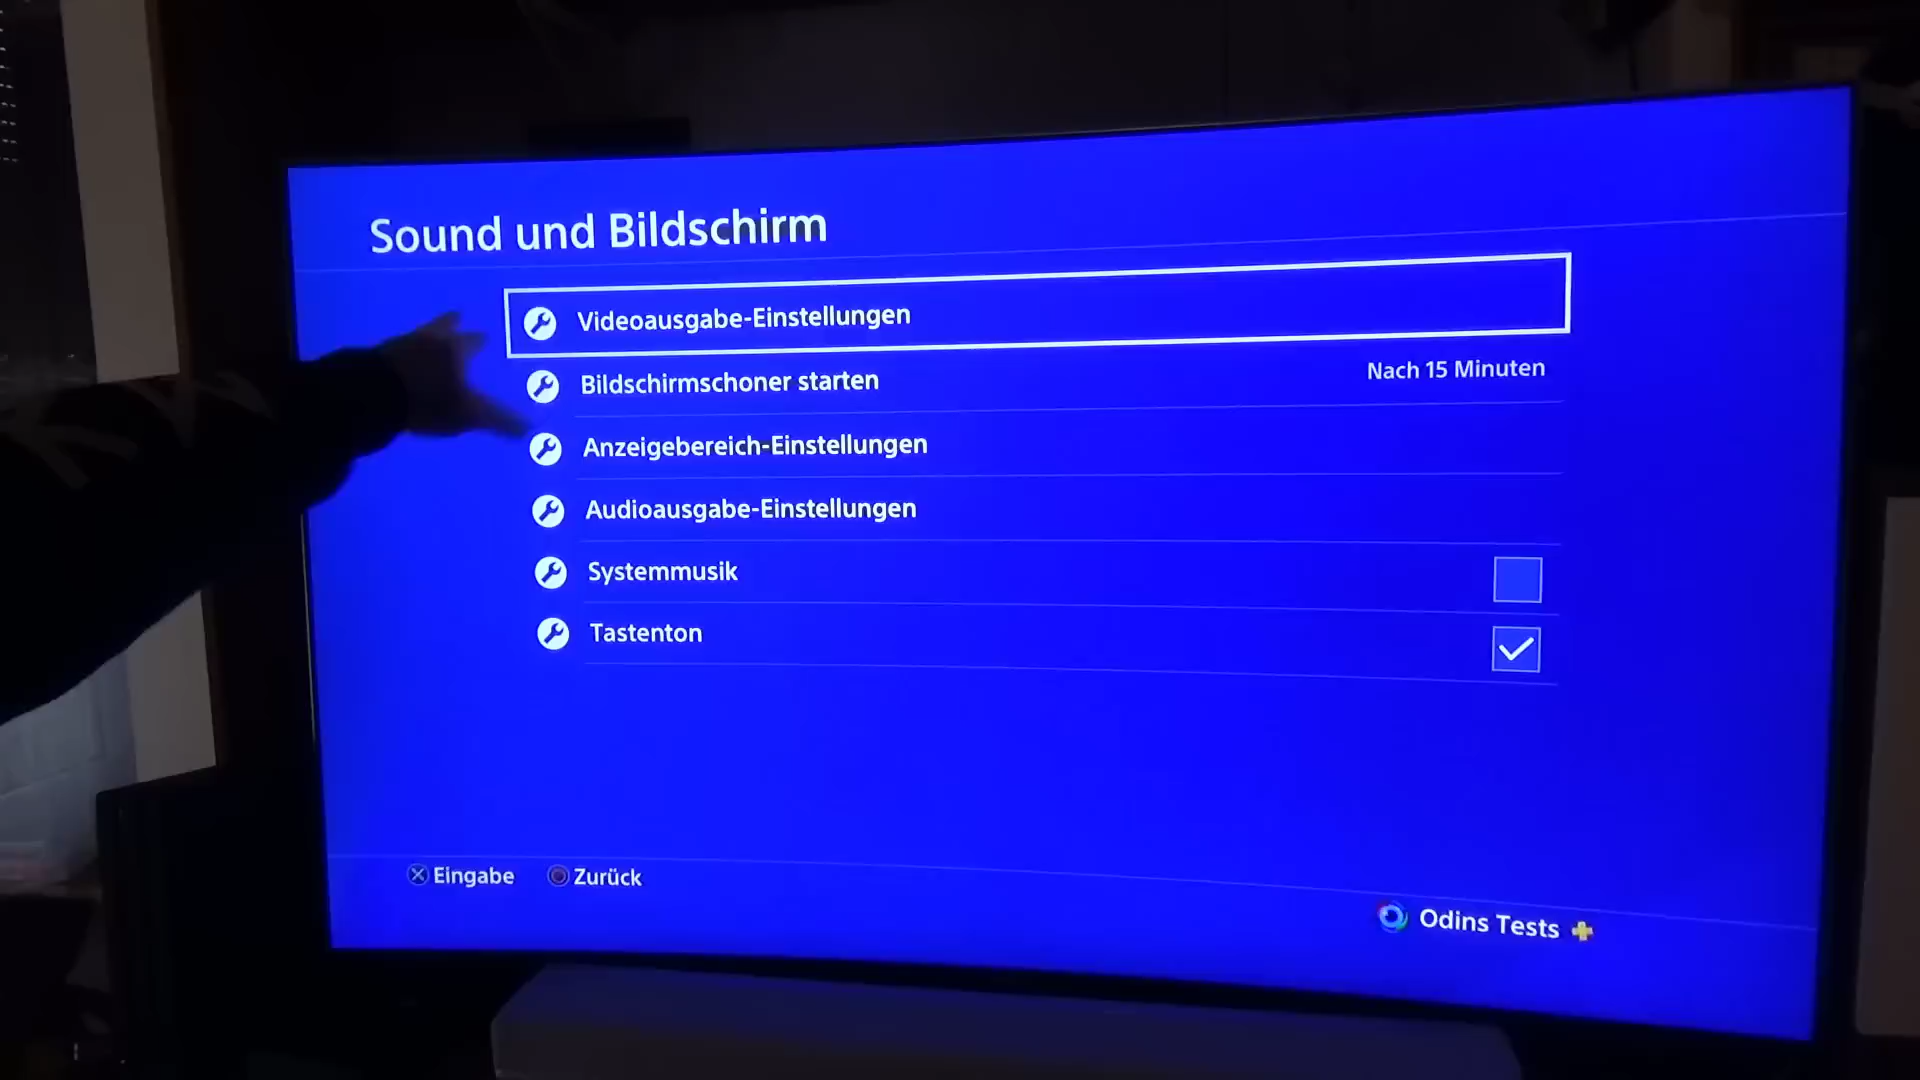 Sound und Bildschirm
Videoausgabe-Einstellungen
Bildschirmschoner starten Nach 15 Minuten
Anzeigebereich-Einstellungen
Audioausgabe-Einstellungen
Systemmusik
Tastenton
Eingabe Zurück
Odins Tests